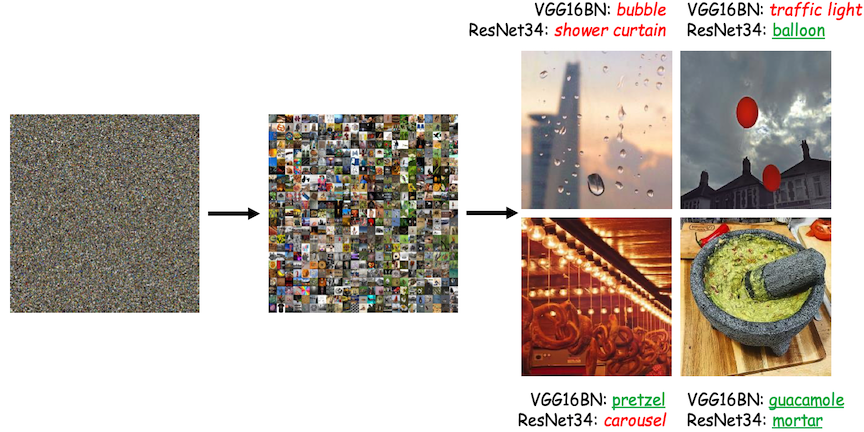 VGG16BN: bubble
ResNet34: shower curtain
VGG16BN: traffic light
ResNet34: balloon
VGG16BN: pretzel
ResNet34: carousel
VGG16BN: guacamole
ResNet34: mortar